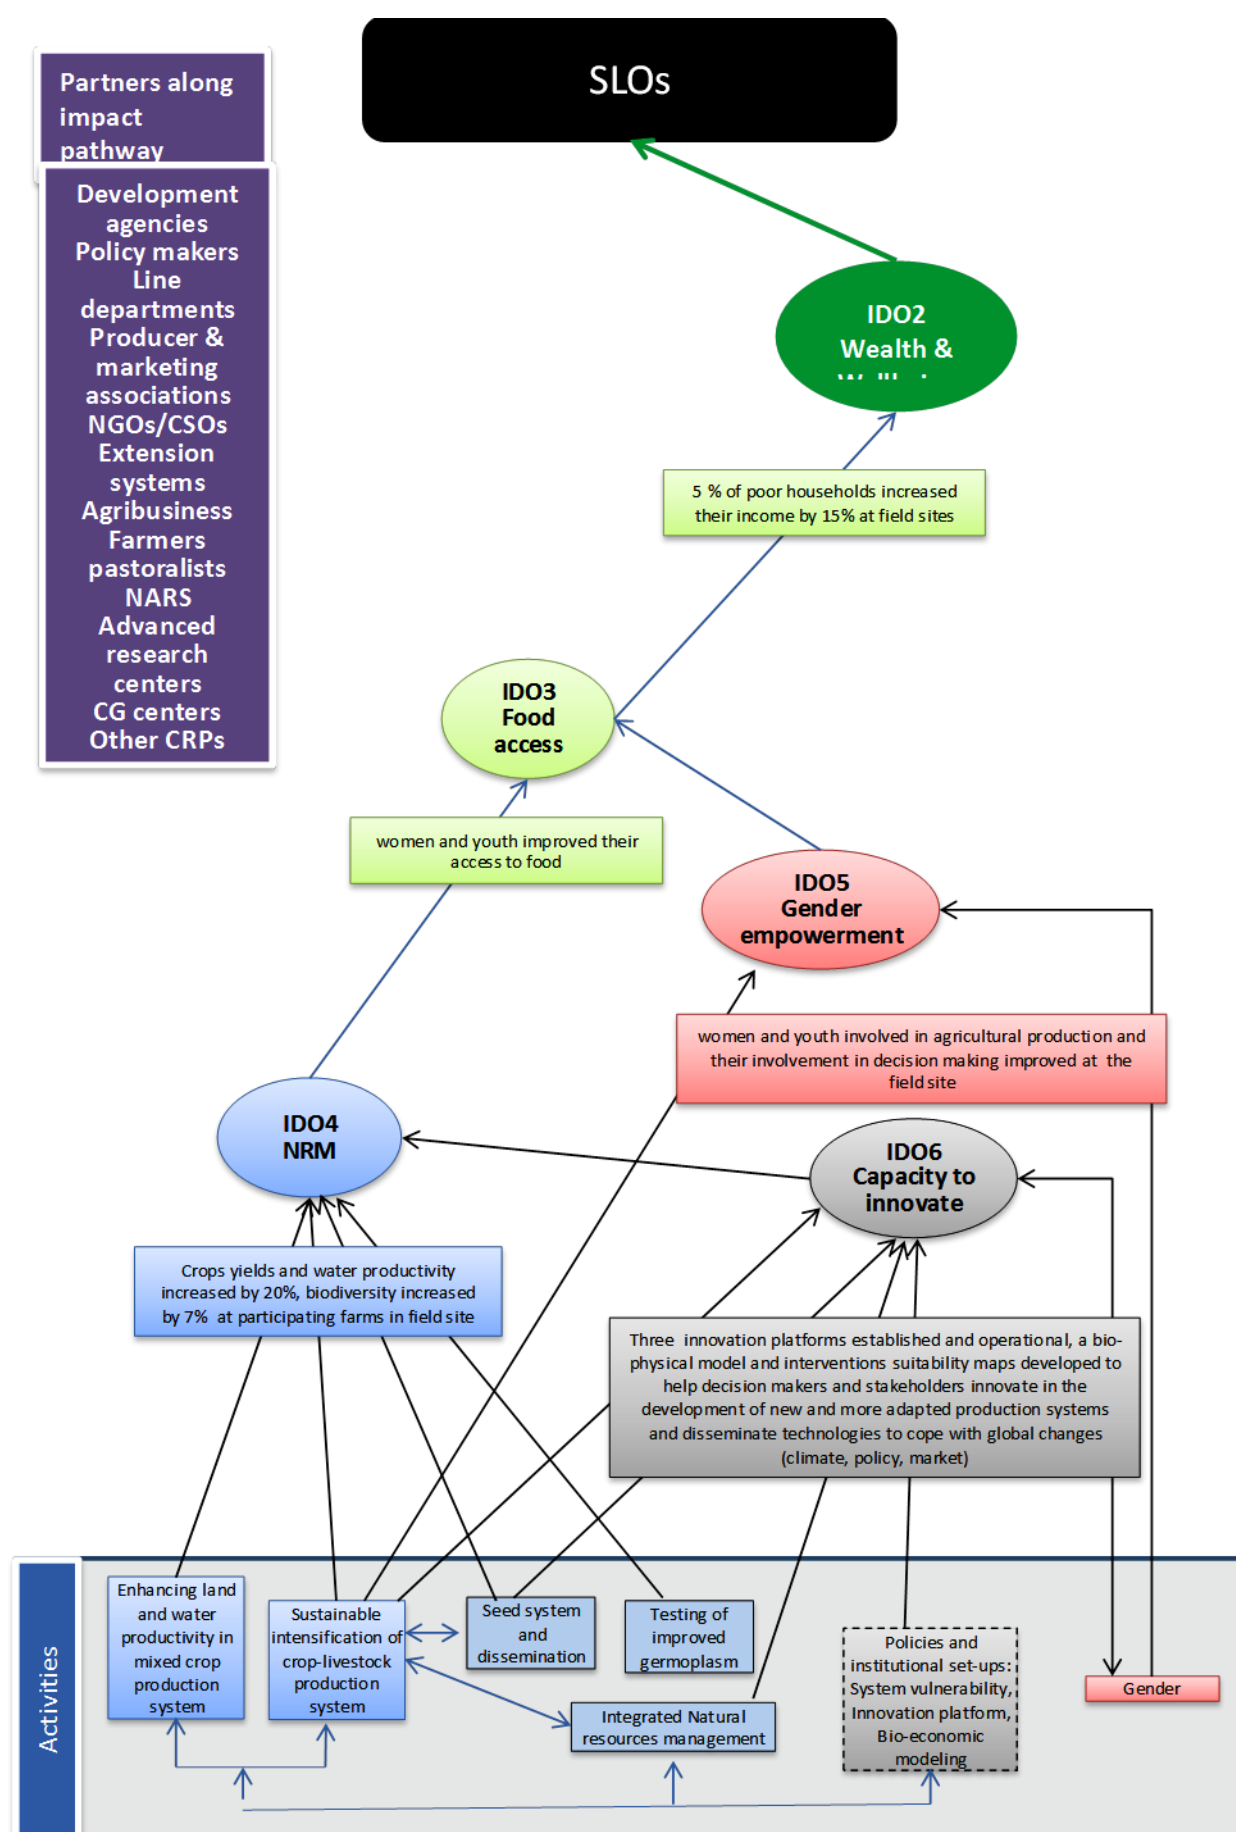 SLOs
Partners along
impact
pathway
Development
agencies
Policy makers
Line
departments
Producer &
marketing
associations
NGOs/CSOs
Extension
systems
Agribusiness
Farmers
pastoralists
NARS
Advanced
research
centers
CG centers
Other CRPs
IDO2
Wealth &
5 % of poor households increased
their income by 15% at field sites
IDO3
Food
access
women and youth improved their
access to food
IDO5
Gender
empowerment
women and youth involved in agricultural production and
their involvement in decision making improved at the
field site
IDO4
NRM
IDO6
Capacity to
innovate
Crops yields and water productivity
increased by 20%, biodiversity increased
by 7% at participating farms in field site
Three innovation platforms established and operational, a bio-
physical model and interventions suitability maps developed to
help decision makers and stakeholders innovate in the
development of new and more adapted production systems
and disseminate technologies to cope with global changes
(climate, policy, market)
Activities
Enhancing land
and water
productivity in
mixed crop
production
system
Sustainable
intensification of
crop-livestock
production
system
Seed system
and
dissemination
Testing of
improved
germoplasm
Integrated Natural
resources management
Policies and
institutional set-ups:
System vulnerability,
Innovation platform,
Bio-economic
modeling
Gender